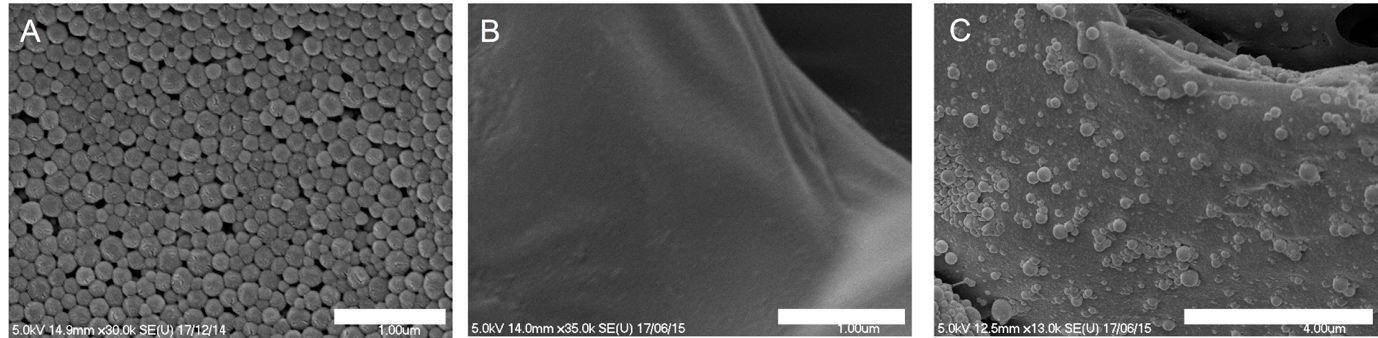 A
5.0kV 14.9mm x30.0k SE(U) 17/12/14 1.00um
B
5.0kV 14.0mm x35.0k SE(U) 17/06/15 1.00um
C
5.0kV 12.5mm x13.0k SE(U) 17/06/15 4.00um